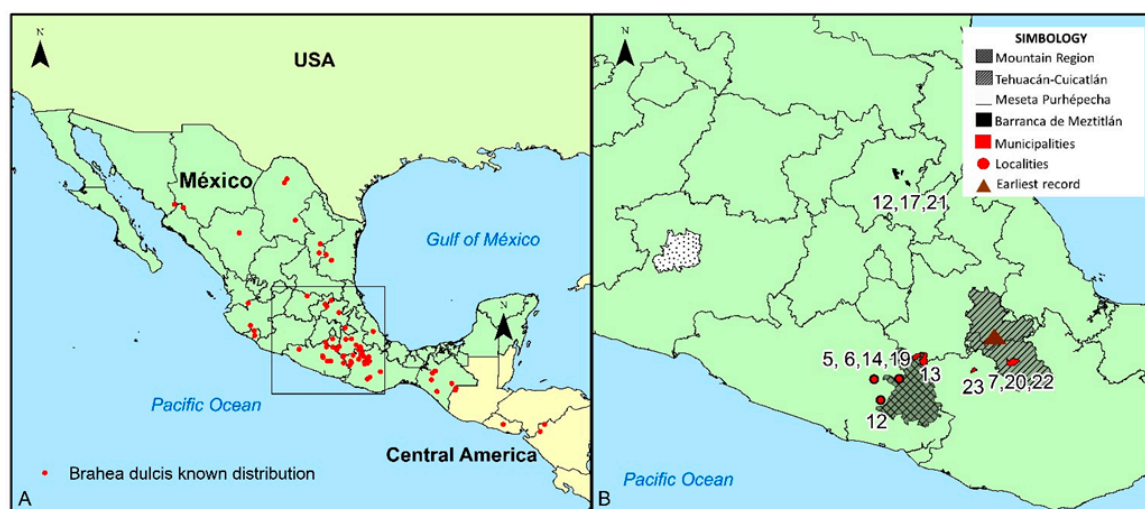 N
USA
México
Gulf of México
N
Pacific Ocean
Central America
Brahea dulcis known distribution
A
N
SIMBOLOGY
Mountain Region
Tehuacán-Cuicatlán
Meseta Purhépecha
Barranca de Meztitlán
Municipalities
Localities
Earliest record
12,17,21
5, 6,14,19
13
23
7,20,22
12
Pacific Ocean
B